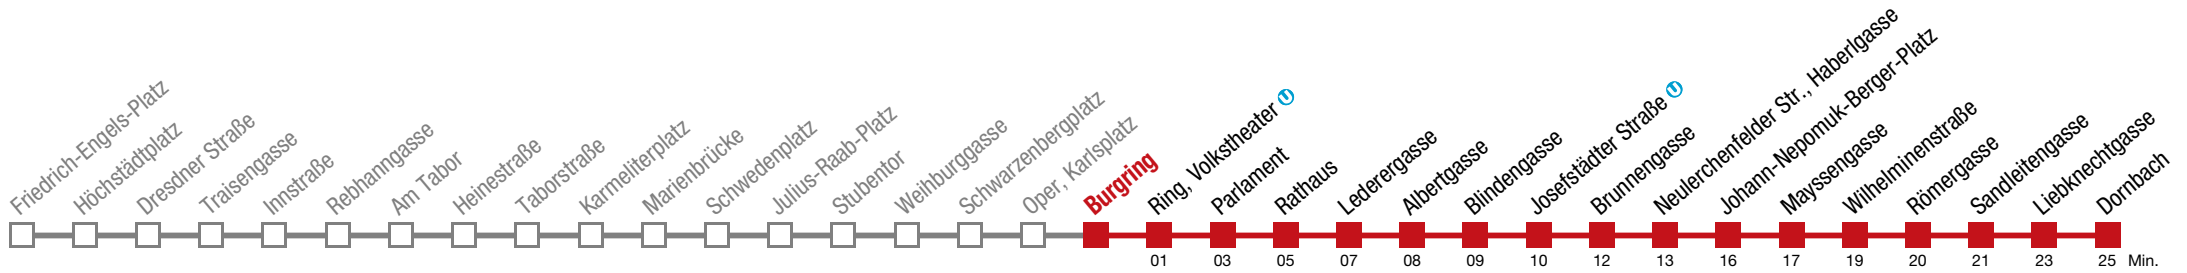 Friedrich-Engels-Platz
Höchstädtplatz
Dresdner Straße
Traisengasse
Innstraße
Rebhanngasse
Am Tabor
Heinestraße
Taborstraße
Karmeliterplatz
Marienbrücke
Schwedenplatz
Julius-Raab-Platz
Stubentor
Weihburggasse
Schwarzenbergplatz
Oper, Karlsplatz
Burgring
Ring, Volkstheater U
Parlament
Rathaus
Lederergasse
Albertgasse
Blindengasse
Josefstädter Straße U
Brunnengasse
Neulerchenfelder Str., Haberlgasse
Johann-Nepomuk-Berger-Platz
Mayssengasse
Wilhelminenstraße
Römergasse
Sandleitengasse
Liebknechtgasse
Dornbach
01 03 05 07 08 09 10 12 13 16 17 19 20 21 23 25 Min.